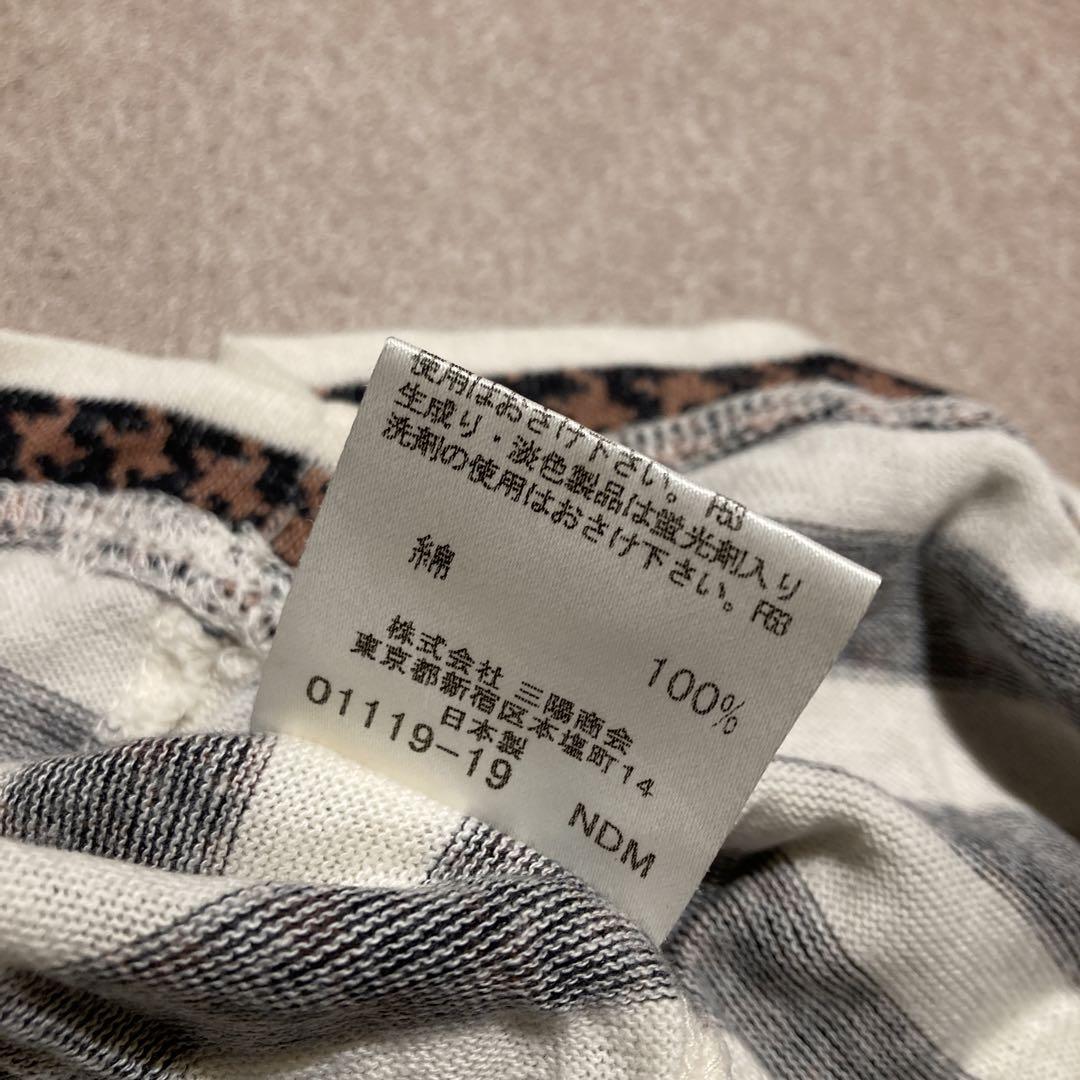 使用はおさけ下さい。F63
生成り・淡色製品は蛍光剤入り
洗剤の使用はおさけ下さい。F63
綿 100%
株式会社 三陽商会
東京都新宿区本塩町14
日本製
01119-19 NDM